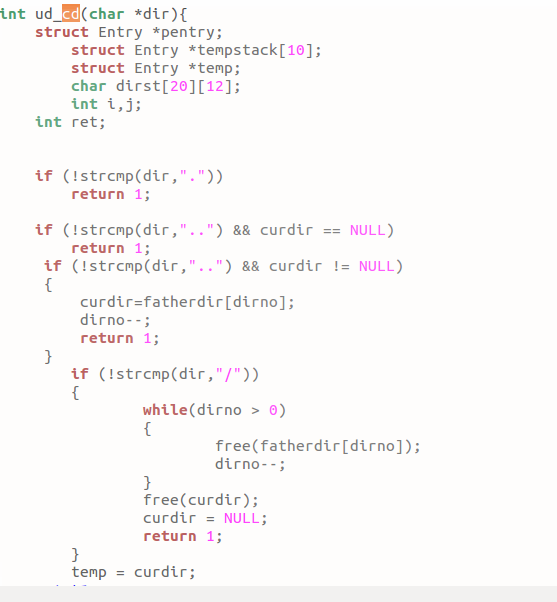 int ud_cd(char *dir){
struct Entry *pentry;
struct Entry *tempstack[10];
struct Entry *temp;
char dirst[20][12];
int i,j;
int ret;
if (!strcmp(dir,"."))
return 1;
if (!strcmp(dir,"..") && curdir == NULL)
return 1;
if (!strcmp(dir,"..") && curdir != NULL)
{
curdir=fatherdir[dirno];
dirno--;
return 1;
}
if (!strcmp(dir,"/"))
{
while(dirno > 0)
{
free(fatherdir[dirno]);
dirno--;
}
free(curdir);
curdir = NULL;
return 1;
}
temp = curdir;